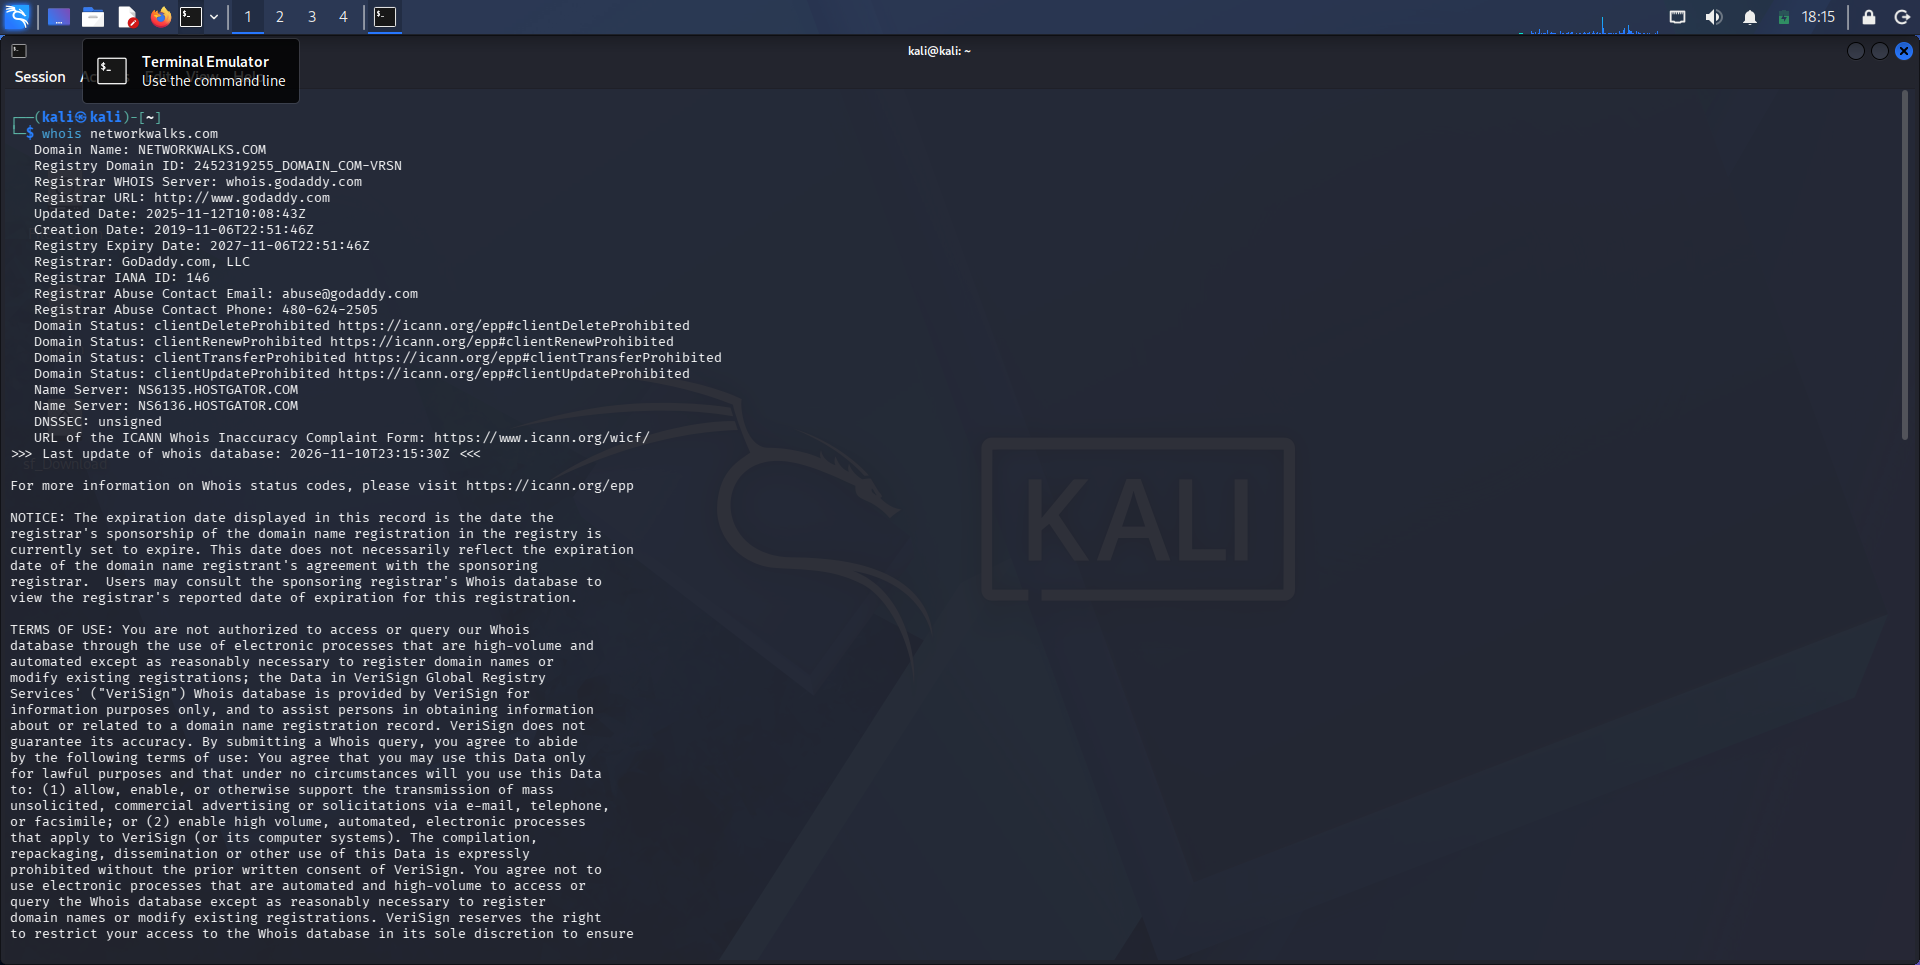 1 2 3 4 18:15
kali@kali: ~
Session
Terminal Emulator
Use the command line
┌──(kali㉿kali)-[~]
└─$ whois networkwalks.com
Domain Name: NETWORKWALKS.COM
Registry Domain ID: 2452319255_DOMAIN_COM-VRSN
Registrar WHOIS Server: whois.godaddy.com
Registrar URL: http://www.godaddy.com
Updated Date: 2025-11-12T10:08:43Z
Creation Date: 2019-11-06T22:51:46Z
Registry Expiry Date: 2027-11-06T22:51:46Z
Registrar: GoDaddy.com, LLC
Registrar IANA ID: 146
Registrar Abuse Contact Email: abuse@godaddy.com
Registrar Abuse Contact Phone: 480-624-2505
Domain Status: clientDeleteProhibited https://icann.org/epp#clientDeleteProhibited
Domain Status: clientRenewProhibited https://icann.org/epp#clientRenewProhibited
Domain Status: clientTransferProhibited https://icann.org/epp#clientTransferProhibited
Domain Status: clientUpdateProhibited https://icann.org/epp#clientUpdateProhibited
Name Server: NS6135.HOSTGATOR.COM
Name Server: NS6136.HOSTGATOR.COM
DNSSEC: unsigned
URL of the ICANN Whois Inaccuracy Complaint Form: https://www.icann.org/wicf/
>>> Last update of whois database: 2026-11-10T23:15:30Z <<<
For more information on Whois status codes, please visit https://icann.org/epp
NOTICE: The expiration date displayed in this record is the date the
registrar's sponsorship of the domain name registration in the registry is
currently set to expire. This date does not necessarily reflect the expiration
date of the domain name registrant's agreement with the sponsoring
registrar.  Users may consult the sponsoring registrar's Whois database to
view the registrar's reported date of expiration for this registration.
TERMS OF USE: You are not authorized to access or query our Whois
database through the use of electronic processes that are high-volume and
automated except as reasonably necessary to register domain names or
modify existing registrations; the Data in VeriSign Global Registry
Services' ("VeriSign") Whois database is provided by VeriSign for
information purposes only, and to assist persons in obtaining information
about or related to a domain name registration record. VeriSign does not
guarantee its accuracy. By submitting a Whois query, you agree to abide
by the following terms of use: You agree that you may use this Data only
for lawful purposes and that under no circumstances will you use this Data
to: (1) allow, enable, or otherwise support the transmission of mass
unsolicited, commercial advertising or solicitations via e-mail, telephone,
or facsimile; or (2) enable high volume, automated, electronic processes
that apply to VeriSign (or its computer systems). The compilation,
repackaging, dissemination or other use of this Data is expressly
prohibited without the prior written consent of VeriSign. You agree not to
use electronic processes that are automated and high-volume to access or
query the Whois database except as reasonably necessary to register
domain names or modify existing registrations. VeriSign reserves the right
to restrict your access to the Whois database in its sole discretion to ensure
KALI